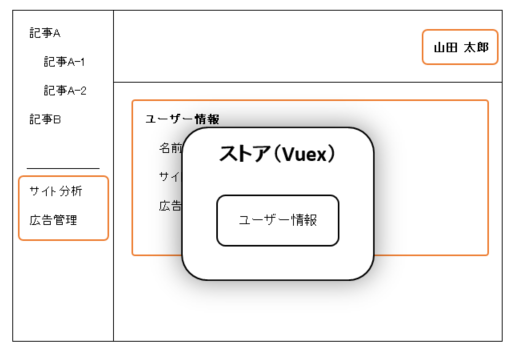 記事A
記事A-1
記事A-2
記事B
サイト分析
広告管理
山田 太郎
ユーザー情報
名前
サイ
広告
ストア(Vuex)
ユーザー情報